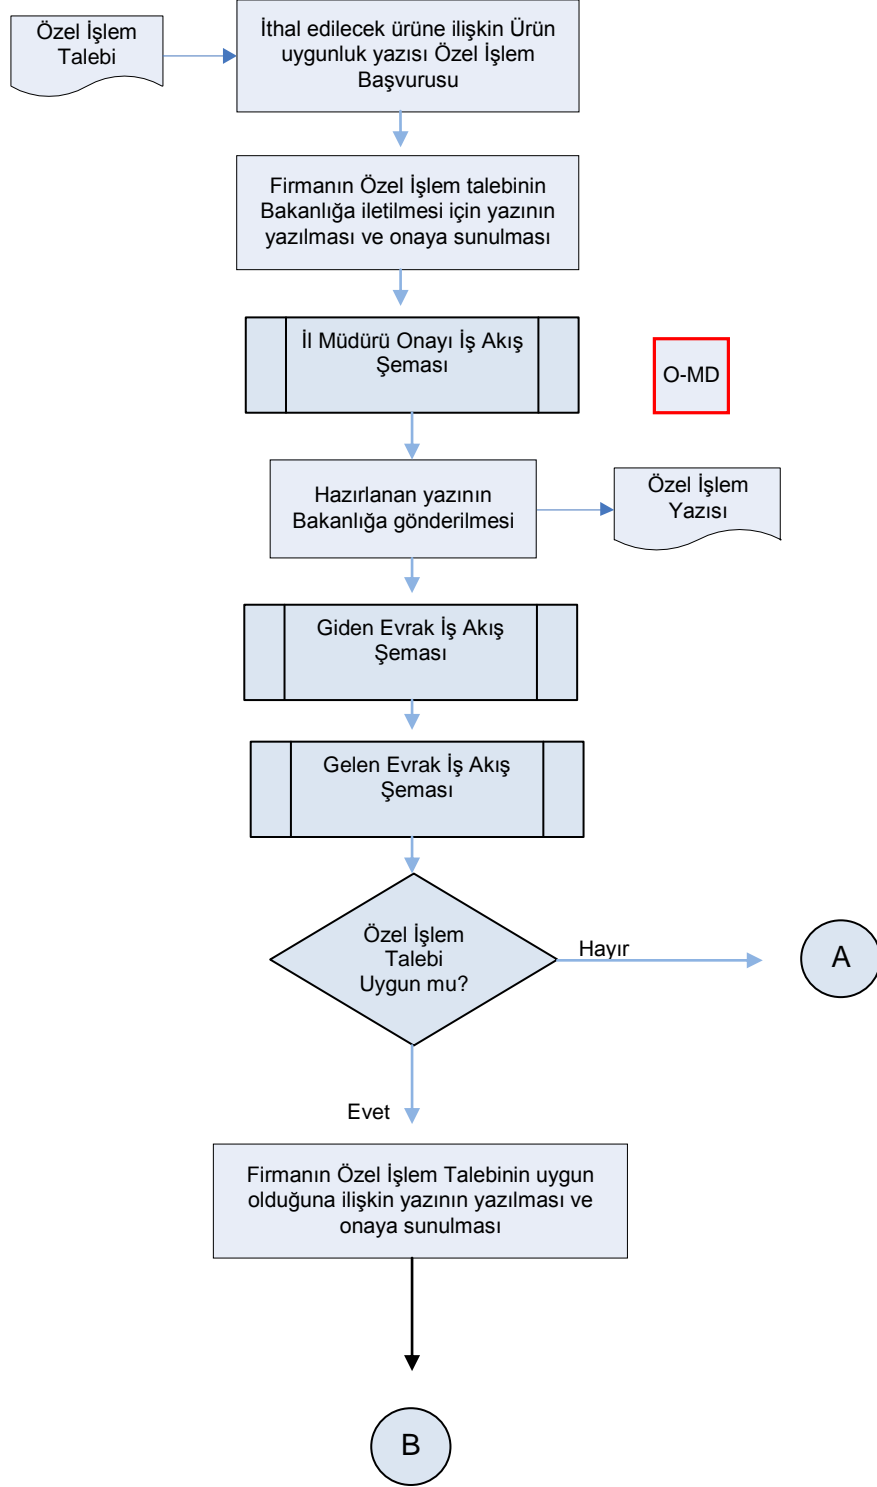 Özel İşlem
Talebi
İthal edilecek ürüne ilişkin Ürün
uygunluk yazısı Özel İşlem
Başvurusu
Firmanın Özel İşlem talebinin
Bakanlığa iletilmesi için yazının
yazılması ve onaya sunulması
İl Müdürü Onayı İş Akış
Şeması
O-MD
Hazırlanan yazının
Bakanlığa gönderilmesi
Özel İşlem
Yazısı
Giden Evrak İş Akış
Şeması
Gelen Evrak İş Akış
Şeması
Özel İşlem
Talebi
Uygun mu?
Hayır
A
Evet
Firmanın Özel İşlem Talebinin uygun
olduğuna ilişkin yazının yazılması ve
onaya sunulması
B